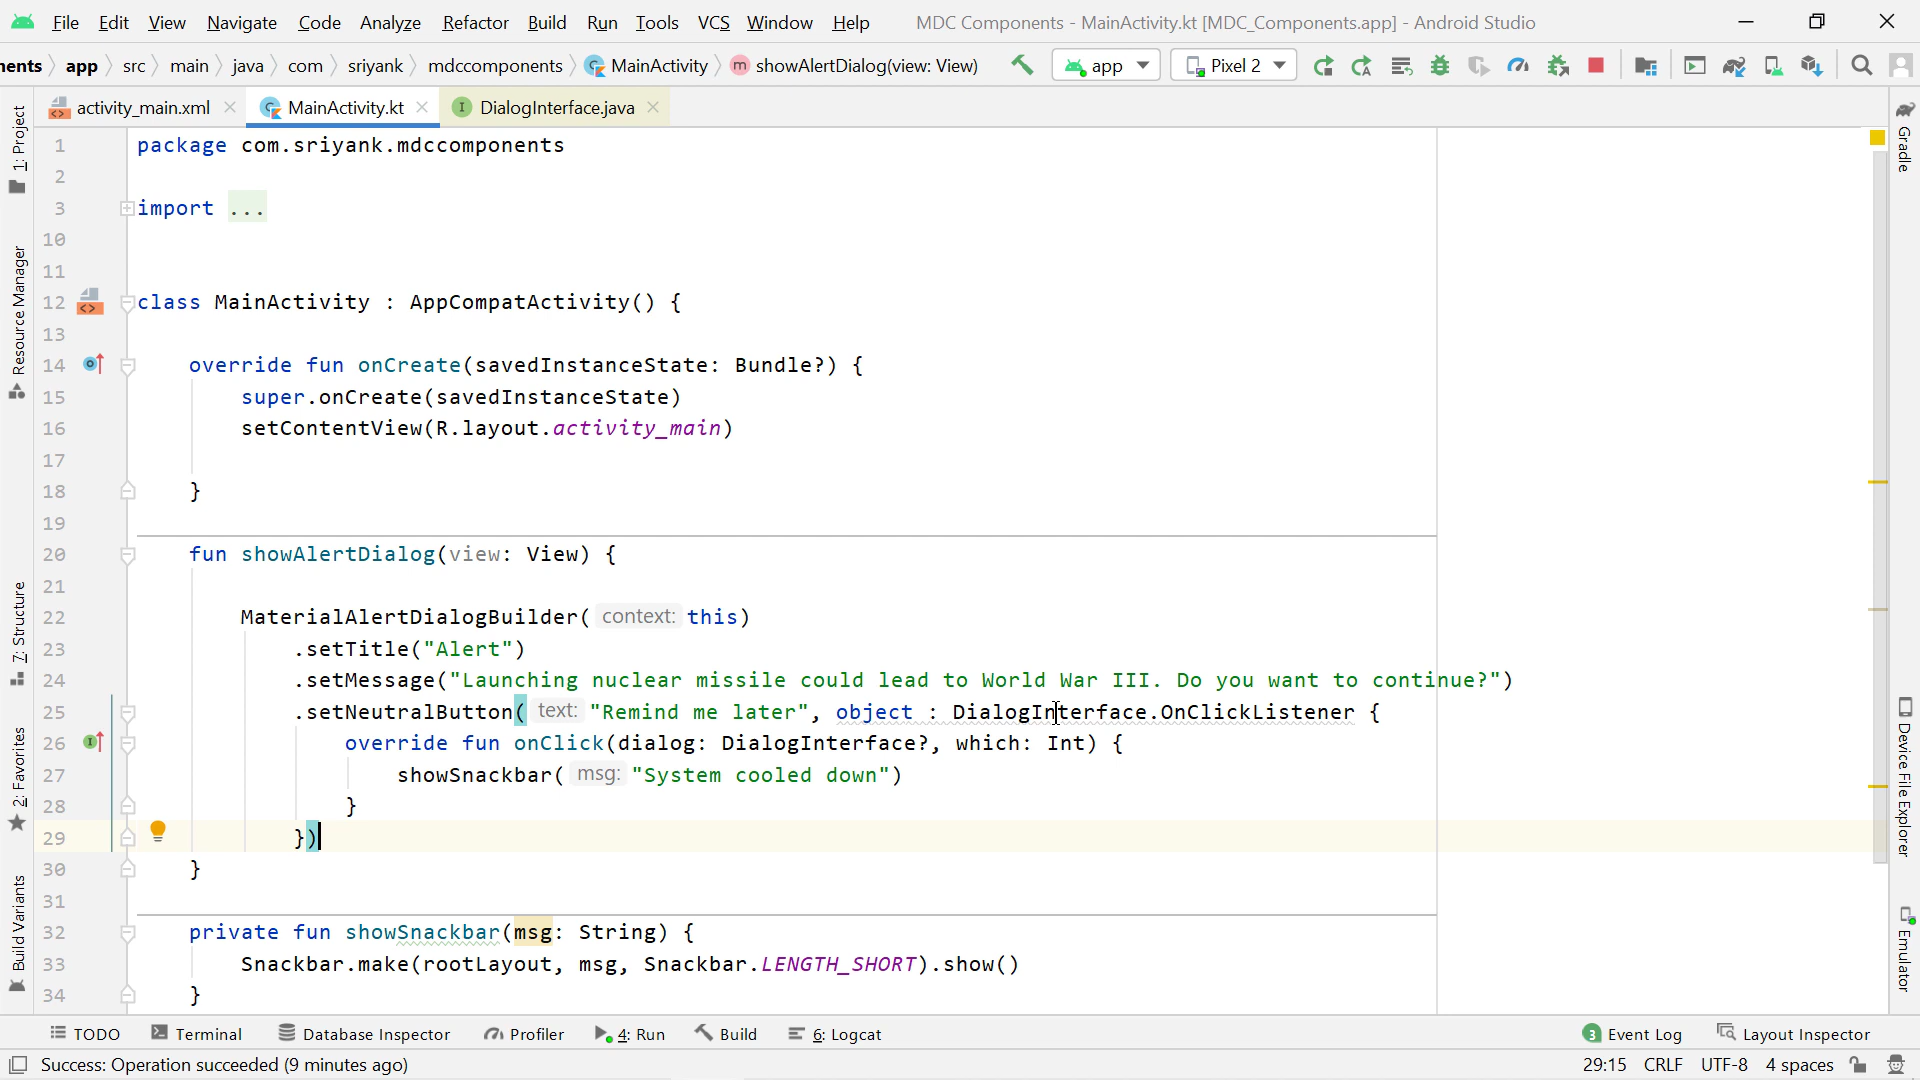 File Edit View Navigate Code Analyze Refactor Build Run Tools VCS Window Help MDC Components - MainActivity.kt [MDC_Components.app] - Android Studio
nents app src main java com sriyank mdccomponents MainActivity m showAlertDialog(view: View) app Pixel 2
activity_main.xml MainActivity.kt I DialogInterface.java
1: Project
Resource Manager
7: Structure
2: Favorites
Build Variants
1 package com.sriyank.mdccomponents
2
3 import ...
10
11
12 class MainActivity : AppCompatActivity() {
13
14 override fun onCreate(savedInstanceState: Bundle?) {
15 super.onCreate(savedInstanceState)
16 setContentView(R.layout.activity_main)
17
18 }
19
20 fun showAlertDialog(view: View) {
21
22 MaterialAlertDialogBuilder( context: this)
23 .setTitle("Alert")
24 .setMessage("Launching nuclear missile could lead to World War III. Do you want to continue?")
25 .setNeutralButton( text: "Remind me later", object : DialogInterface.OnClickListener {
26 override fun onClick(dialog: DialogInterface?, which: Int) {
27 showSnackbar( msg: "System cooled down")
28 }
29 })
30 }
31
32 private fun showSnackbar(msg: String) {
33 Snackbar.make(rootLayout, msg, Snackbar.LENGTH_SHORT).show()
34 }
Gradle
Device File Explorer
Emulator
TODO Terminal Database Inspector Profiler 4: Run Build 6: Logcat 3 Event Log Layout Inspector
Success: Operation succeeded (9 minutes ago) 29:15 CRLF UTF-8 4 spaces